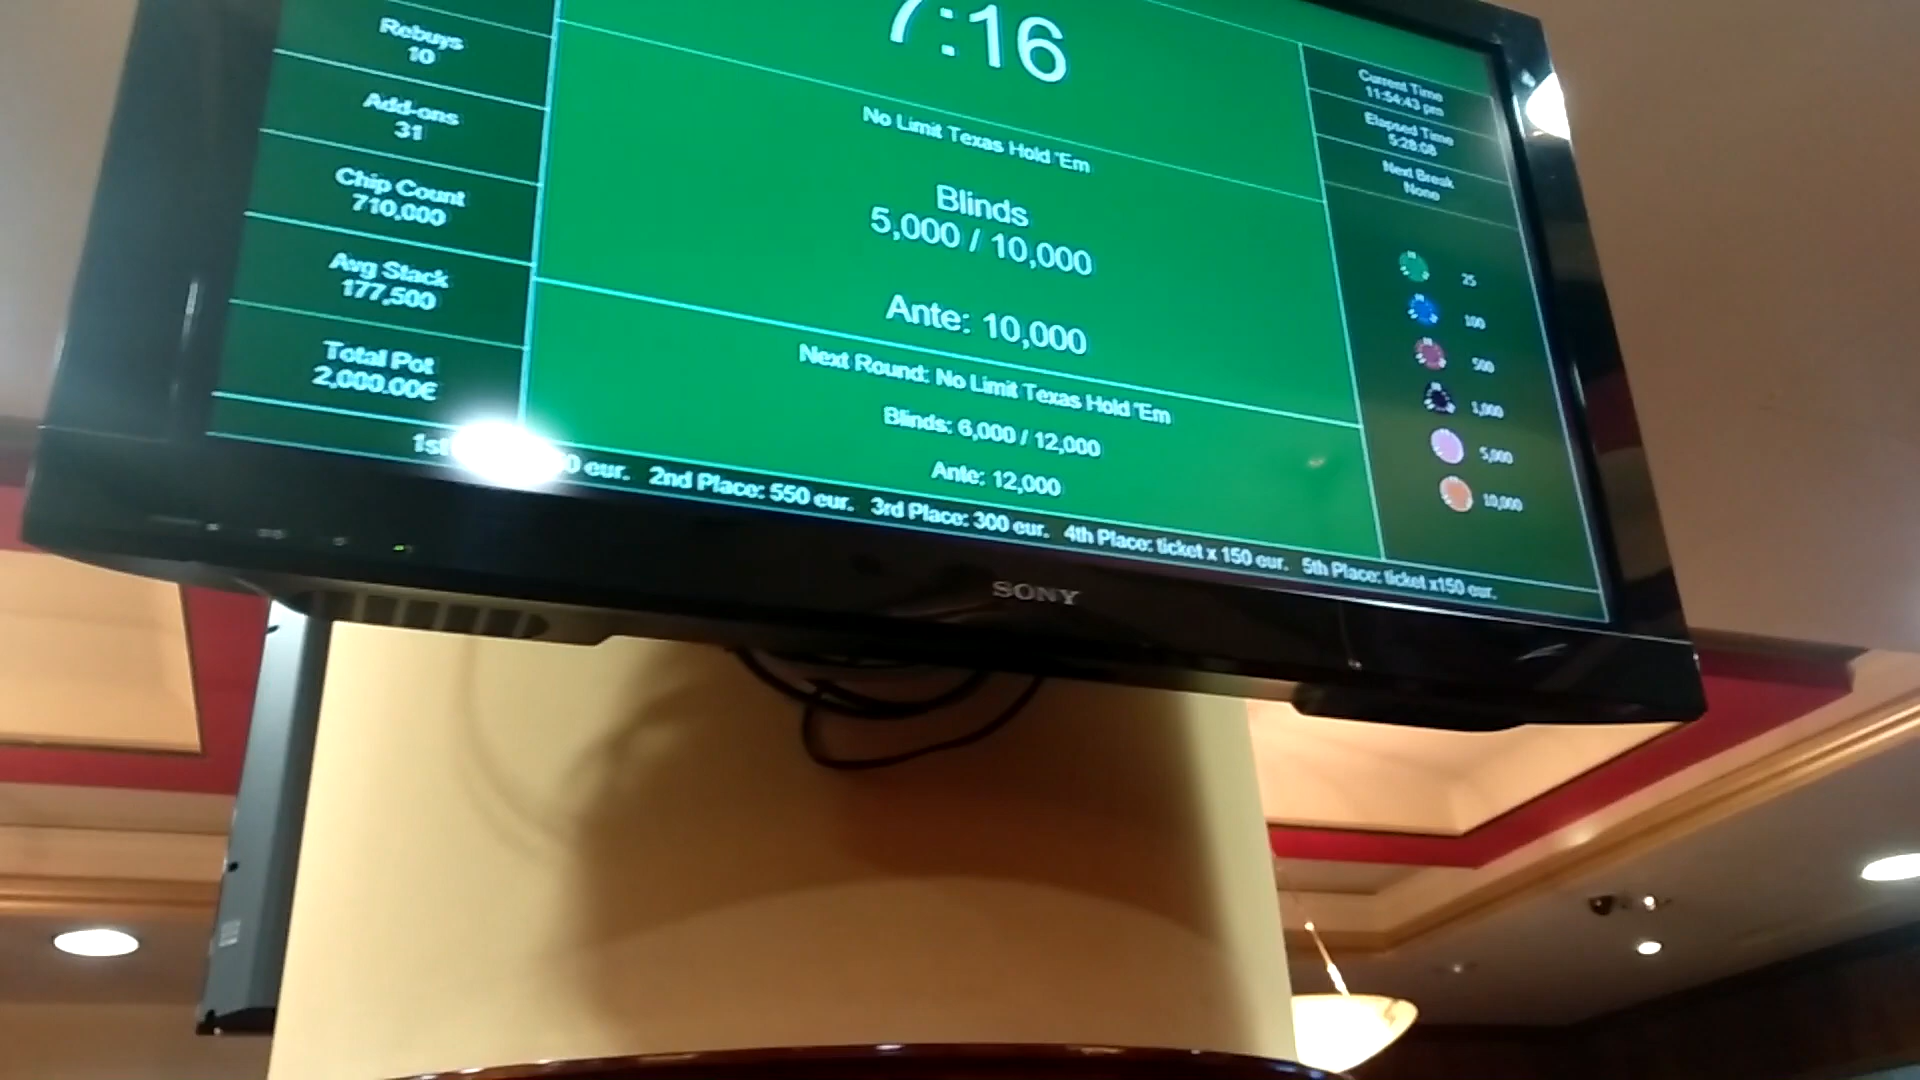 7:16
Rebuys
10
Add-ons
31
Chip Count
710,000
Avg Stack
177,500
Total Pot
2,000.00€
No Limit Texas Hold 'Em
Blinds
5,000 / 10,000
Ante: 10,000
Next Round: No Limit Texas Hold 'Em
Blinds: 6,000 / 12,000
Ante: 12,000
Current Time
11:54:43 pm
Elapsed Time
5:28:08
Next Break
None
25
100
500
1,000
5,000
10,000
1st 0 eur. 2nd Place: 550 eur. 3rd Place: 300 eur. 4th Place: ticket x 150 eur. 5th Place: ticket x150 eur.
SONY